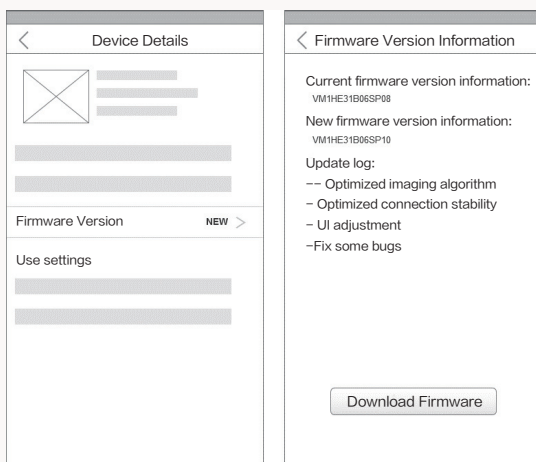 Device Details
Firmware Version NEW >
Use settings
Firmware Version Information
Current firmware version information:
VM1HE31B06SP08
New firmware version information:
VM1HE31B06SP10
Update log:
-- Optimized imaging algorithm
- Optimized connection stability
- UI adjustment
-Fix some bugs
Download Firmware